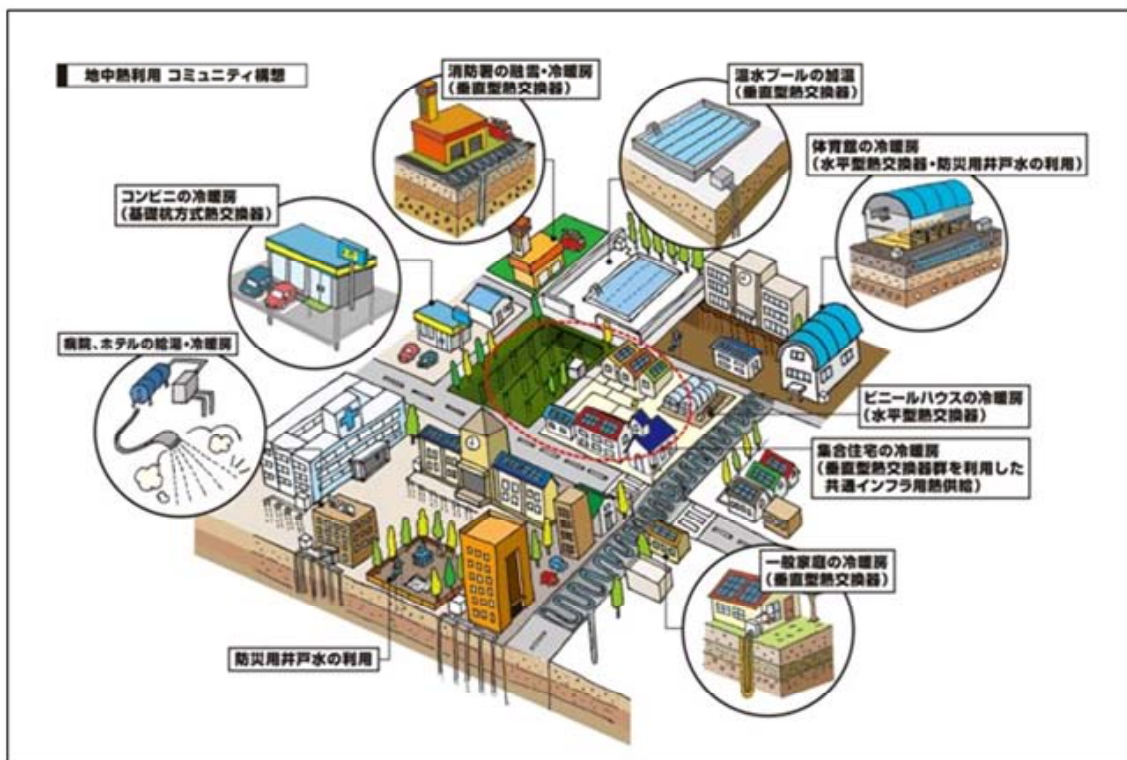 地中熱利用 コミュニティ構想
消防署の融雪・冷暖房
(垂直型熱交換器)
温水プールの加温
(垂直型熱交換器)
体育館の冷暖房
(水平型熱交換器・防災用井戸水の利用)
コンビニの冷暖房
(基礎杭方式熱交換器)
病院、ホテルの給湯・冷暖房
ビニールハウスの冷暖房
(水平型熱交換器)
集合住宅の冷暖房
(垂直型熱交換器群を利用した
共通インフラ用熱供給)
一般家庭の冷暖房
(垂直型熱交換器)
防災用井戸水の利用